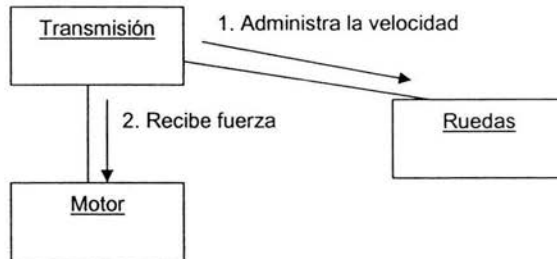 Transmisión
1. Administra la velocidad
2. Recibe fuerza
Ruedas
Motor